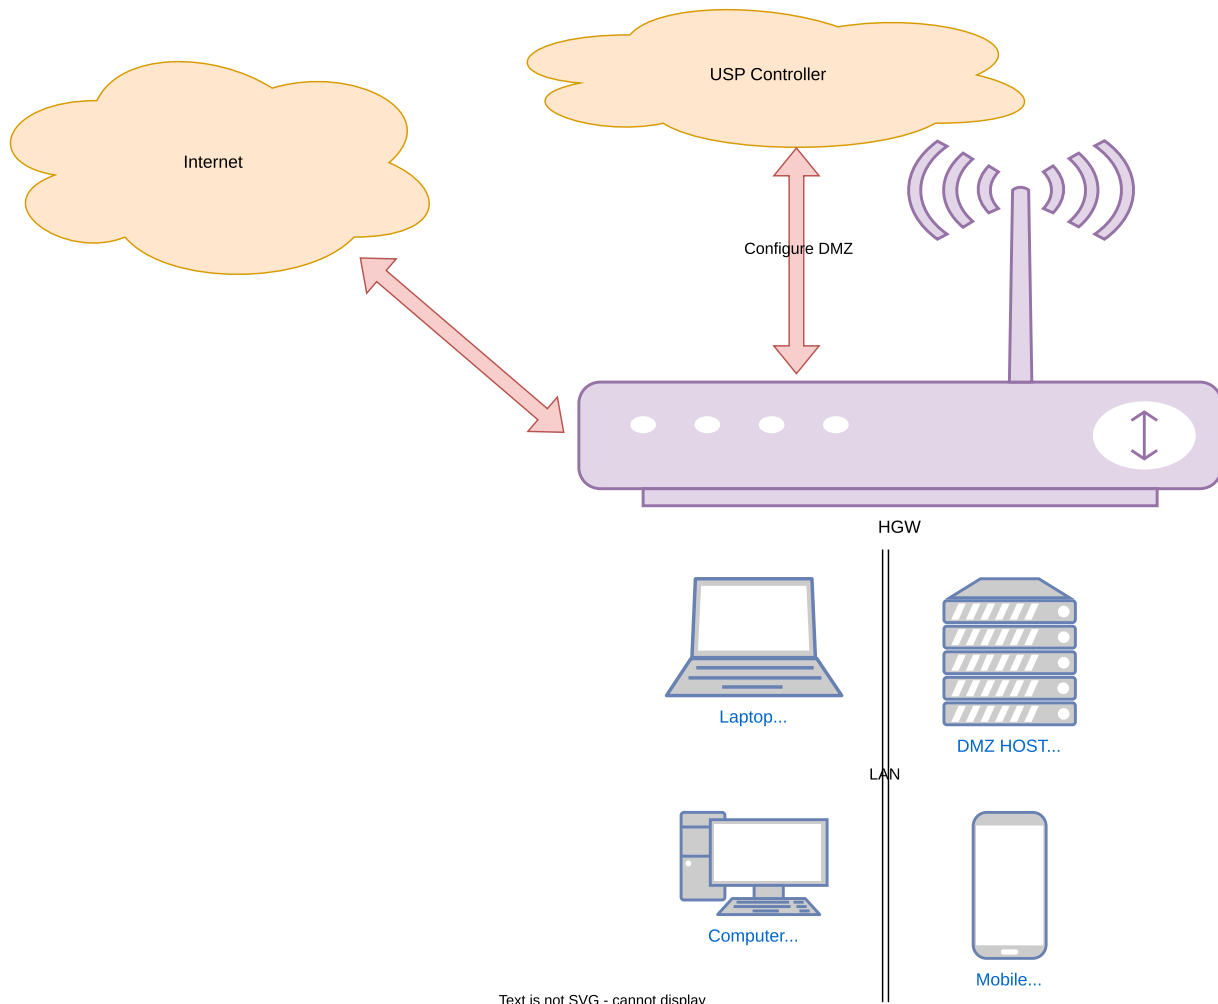 USP Controller
Internet
Configure DMZ
HGW
Laptop...
DMZ HOST...
LAN
Computer...
Mobile...
Text is not SVG - cannot display